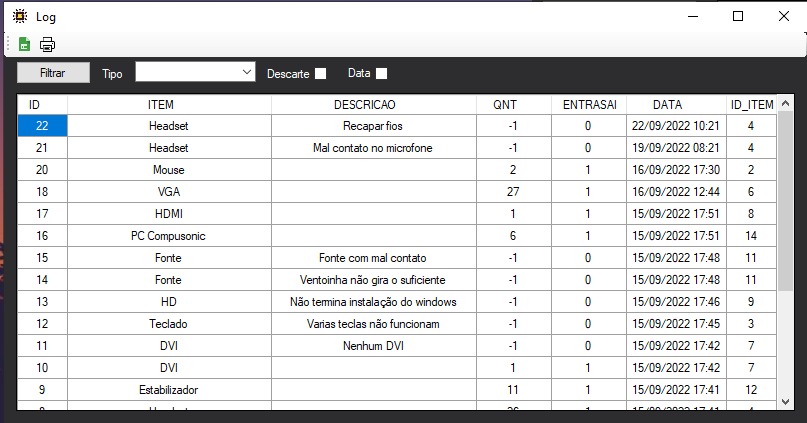 Log
Filtrar Tipo Descarte Data
ID ITEM DESCRICAO QNT ENTRASAI DATA ID_ITEM
22 Headset Recapar fios -1 0 22/09/2022 10:21 4
21 Headset Mal contato no microfone -1 0 19/09/2022 08:21 4
20 Mouse 2 1 16/09/2022 17:30 2
18 VGA 27 1 16/09/2022 12:44 6
17 HDMI 1 1 15/09/2022 17:51 8
16 PC Compusonic 6 1 15/09/2022 17:51 14
15 Fonte Fonte com mal contato -1 0 15/09/2022 17:48 11
14 Fonte Ventoinha não gira o suficiente -1 0 15/09/2022 17:48 11
13 HD Não termina instalação do windows -1 0 15/09/2022 17:46 9
12 Teclado Varias teclas não funcionam -1 0 15/09/2022 17:45 3
11 DVI Nenhum DVI -1 0 15/09/2022 17:42 7
10 DVI 1 1 15/09/2022 17:42 7
9 Estabilizador 11 1 15/09/2022 17:41 12